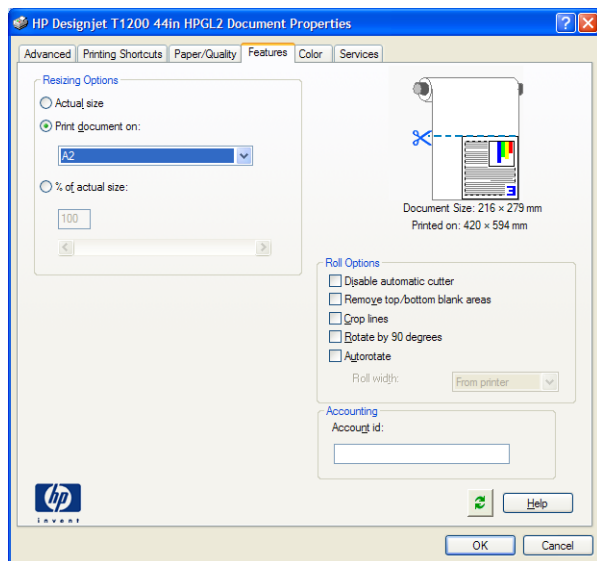 HP Designjet T1200 44in HPGL2 Document Properties
Advanced
Printing Shortcuts
Paper/Quality
Features
Color
Services
Resizing Options
Actual size
Print document on:
A2
% of actual size:
100
3
Document Size: 216 × 279 mm
Printed on: 420 × 594 mm
Roll Options
Disable automatic cutter
Remove top/bottom blank areas
Crop lines
Rotate by 90 degrees
Autorotate
Roll width:
From printer
Accounting
Account id:
hp
invent
Help
OK
Cancel